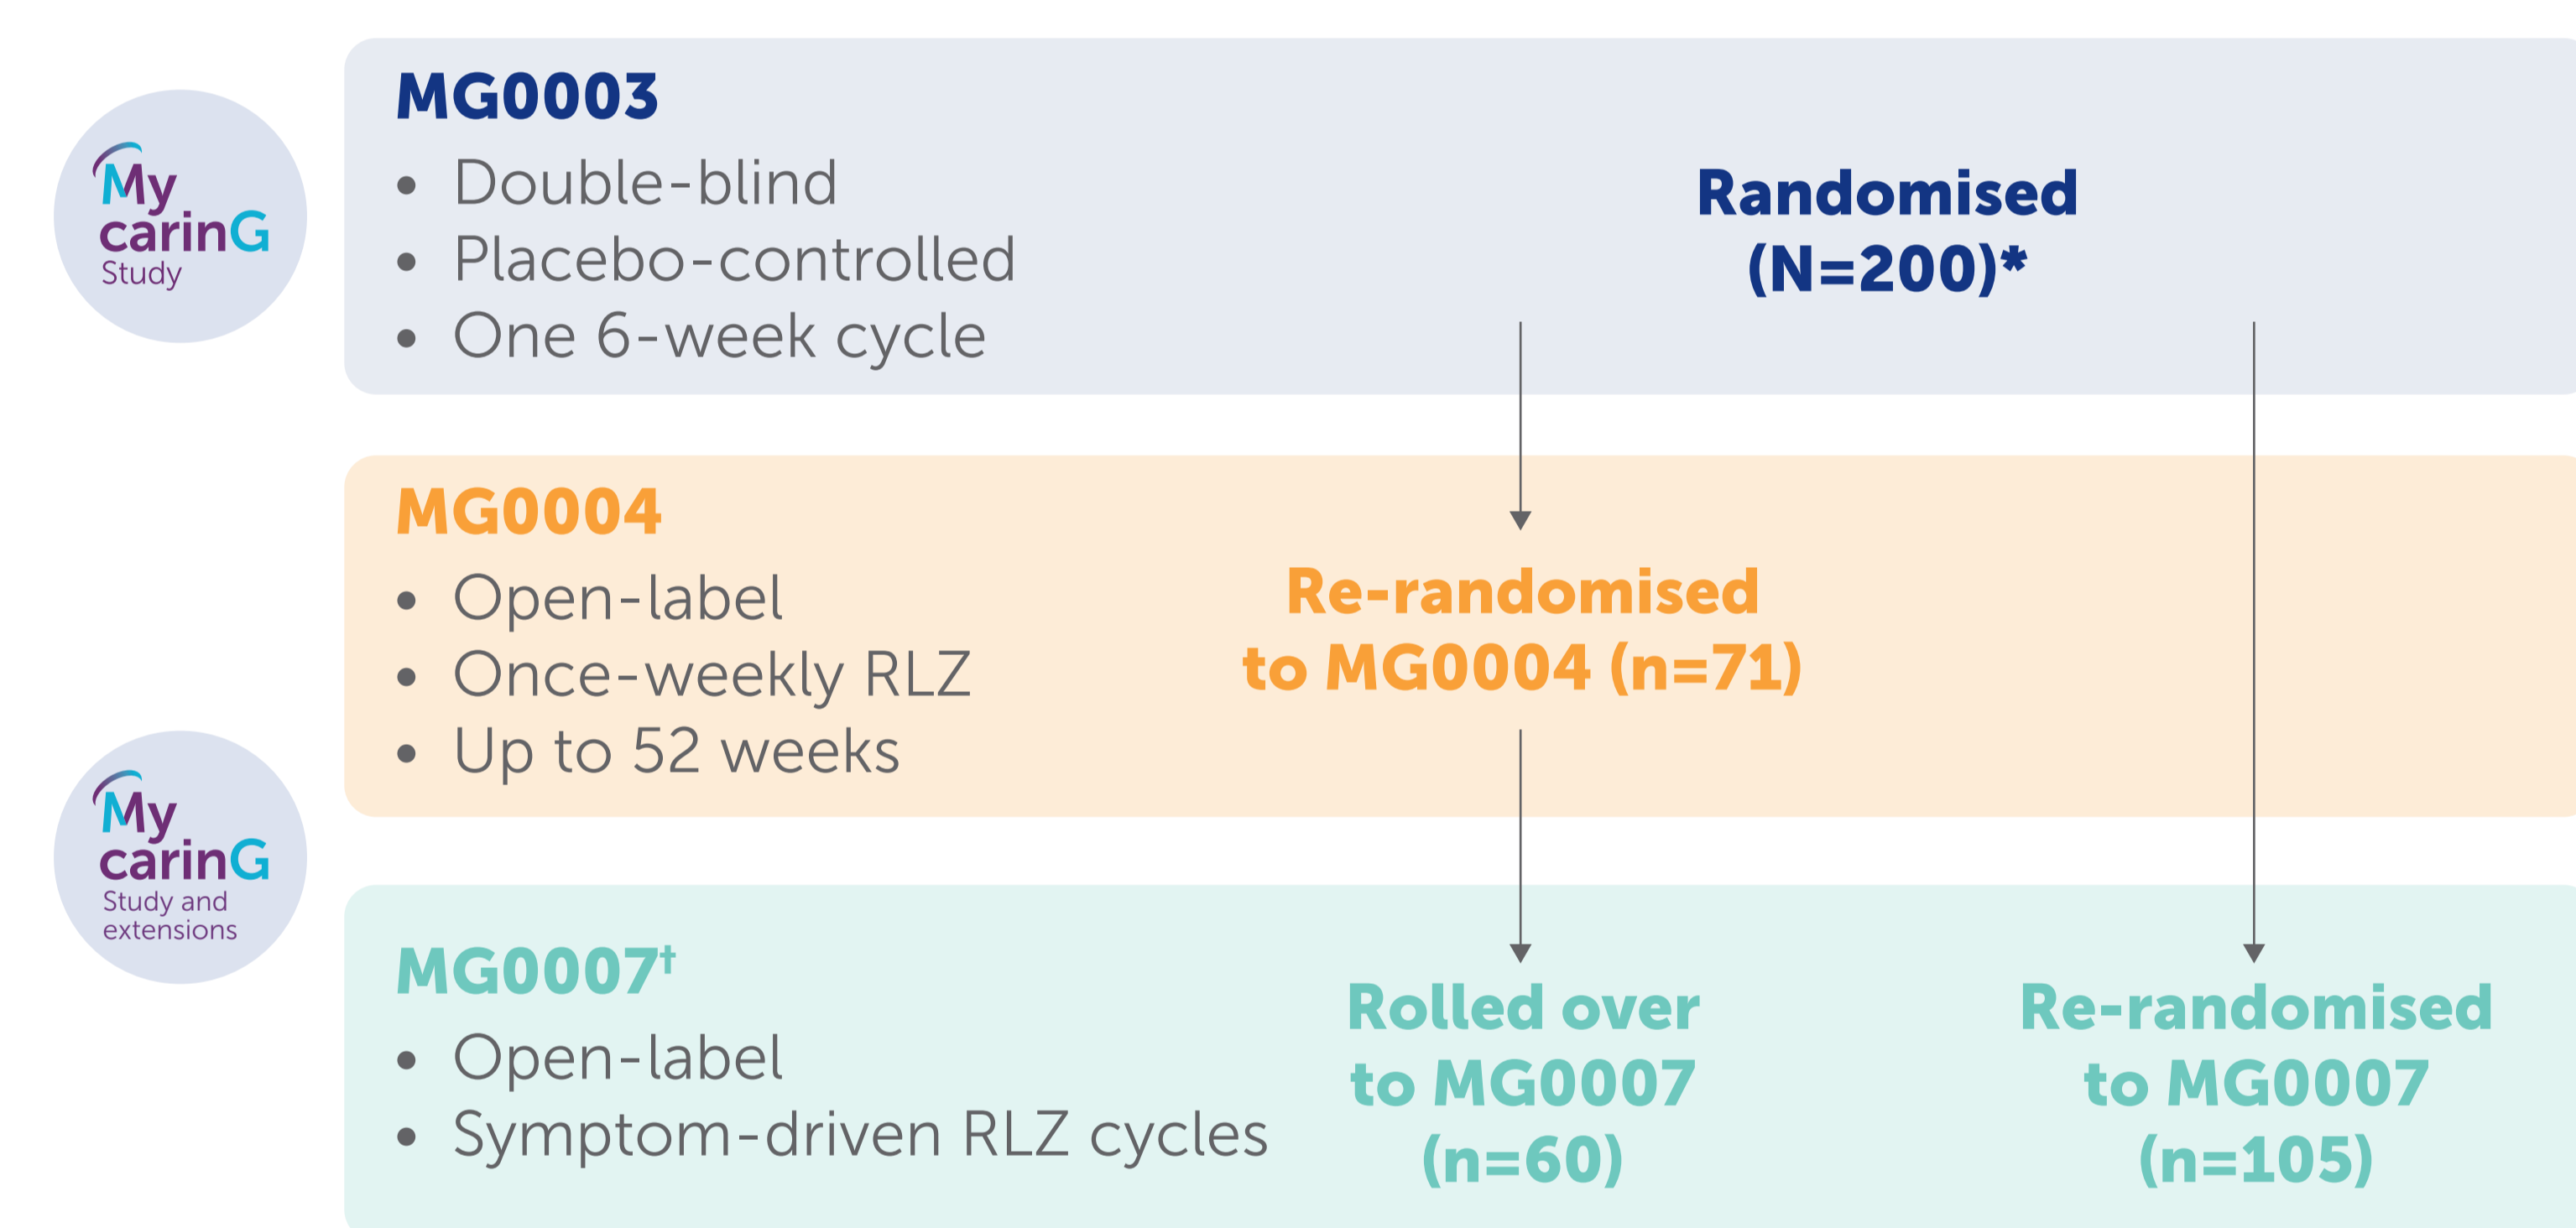 My
carinG
Study
MG0003
• Double-blind
• Placebo-controlled
• One 6-week cycle
Randomised
(N=200)*
MG0004
• Open-label
• Once-weekly RLZ
• Up to 52 weeks
Re-randomised
to MG0004 (n=71)
My
carinG
Study and
extensions
MG0007†
• Open-label
• Symptom-driven RLZ cycles
Rolled over
to MG0007
(n=60)
Re-randomised
to MG0007
(n=105)